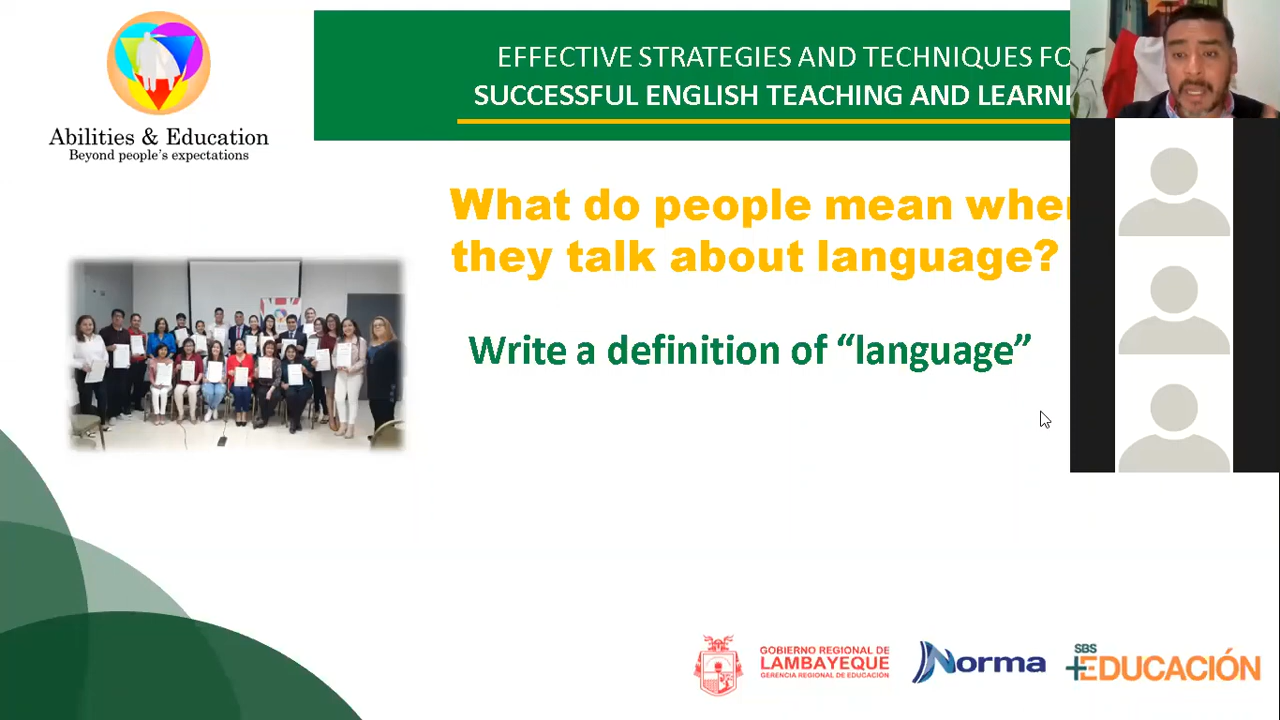 Abilities & Education
Beyond people's expectations
EFFECTIVE STRATEGIES AND TECHNIQUES FO
SUCCESSFUL ENGLISH TEACHING AND LEARNI
What do people mean when
they talk about language?
Write a definition of “language”
GOBIERNO REGIONAL DE
LAMBAYEQUE
GERENCIA REGIONAL DE EDUCACIÓN
Norma
SBS
EDUCACIÓN